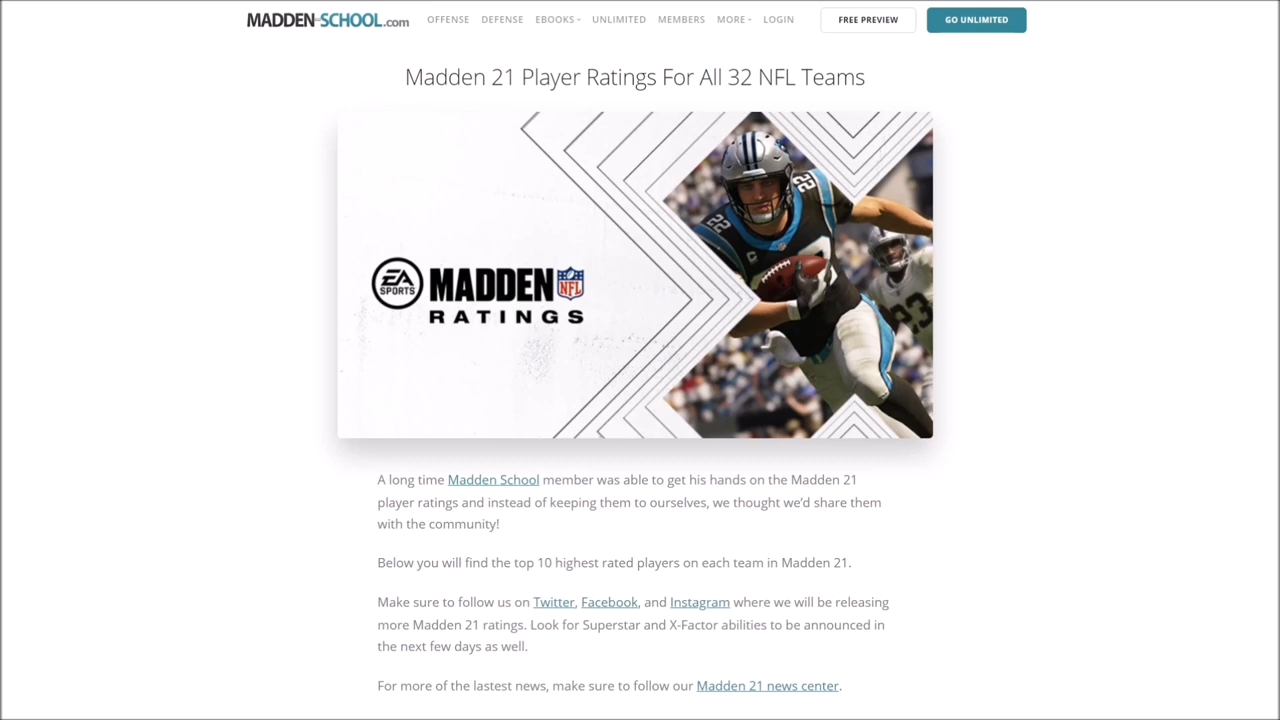 MADDEN SCHOOL.com
OFFENSE DEFENSE EBOOKS UNLIMITED MEMBERS MORE LOGIN FREE PREVIEW GO UNLIMITED
Madden 21 Player Ratings For All 32 NFL Teams
22
22
C
EA
SPORTS
MADDEN NFL
RATINGS
23
A long time Madden School member was able to get his hands on the Madden 21
player ratings and instead of keeping them to ourselves, we thought we’d share them
with the community!
Below you will find the top 10 highest rated players on each team in Madden 21.
Make sure to follow us on Twitter, Facebook, and Instagram where we will be releasing
more Madden 21 ratings. Look for Superstar and X-Factor abilities to be announced in
the next few days as well.
For more of the lastest news, make sure to follow our Madden 21 news center.